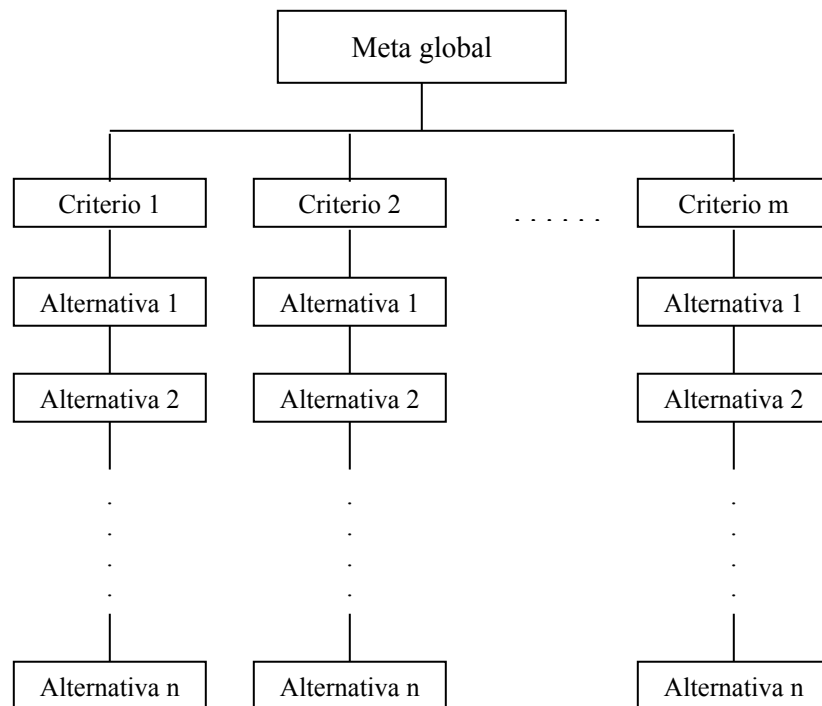 Meta global
Criterio 1
Criterio 2
. . . . . .
Criterio m
Alternativa 1
Alternativa 1
Alternativa 1
Alternativa 2
Alternativa 2
Alternativa 2
Alternativa n
Alternativa n
Alternativa n